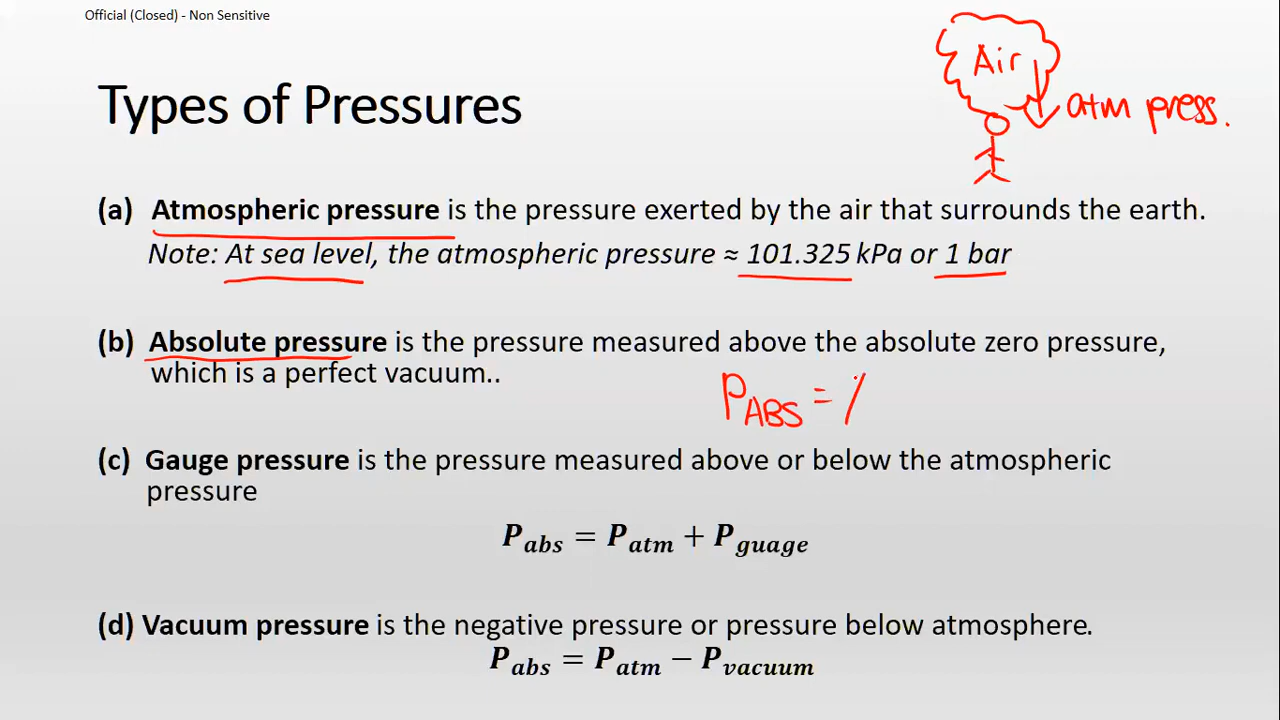 Official (Closed) - Non Sensitive
Air
Types of Pressures
atm press.
(a) Atmospheric pressure is the pressure exerted by the air that surrounds the earth.
Note: At sea level, the atmospheric pressure ≈ 101.325 kPa or 1 bar
(b) Absolute pressure is the pressure measured above the absolute zero pressure,
which is a perfect vacuum..
PABS =
(c) Gauge pressure is the pressure measured above or below the atmospheric
pressure
Pabs = Patm + Pguage
(d) Vacuum pressure is the negative pressure or pressure below atmosphere.
Pabs = Patm − Pvacuum